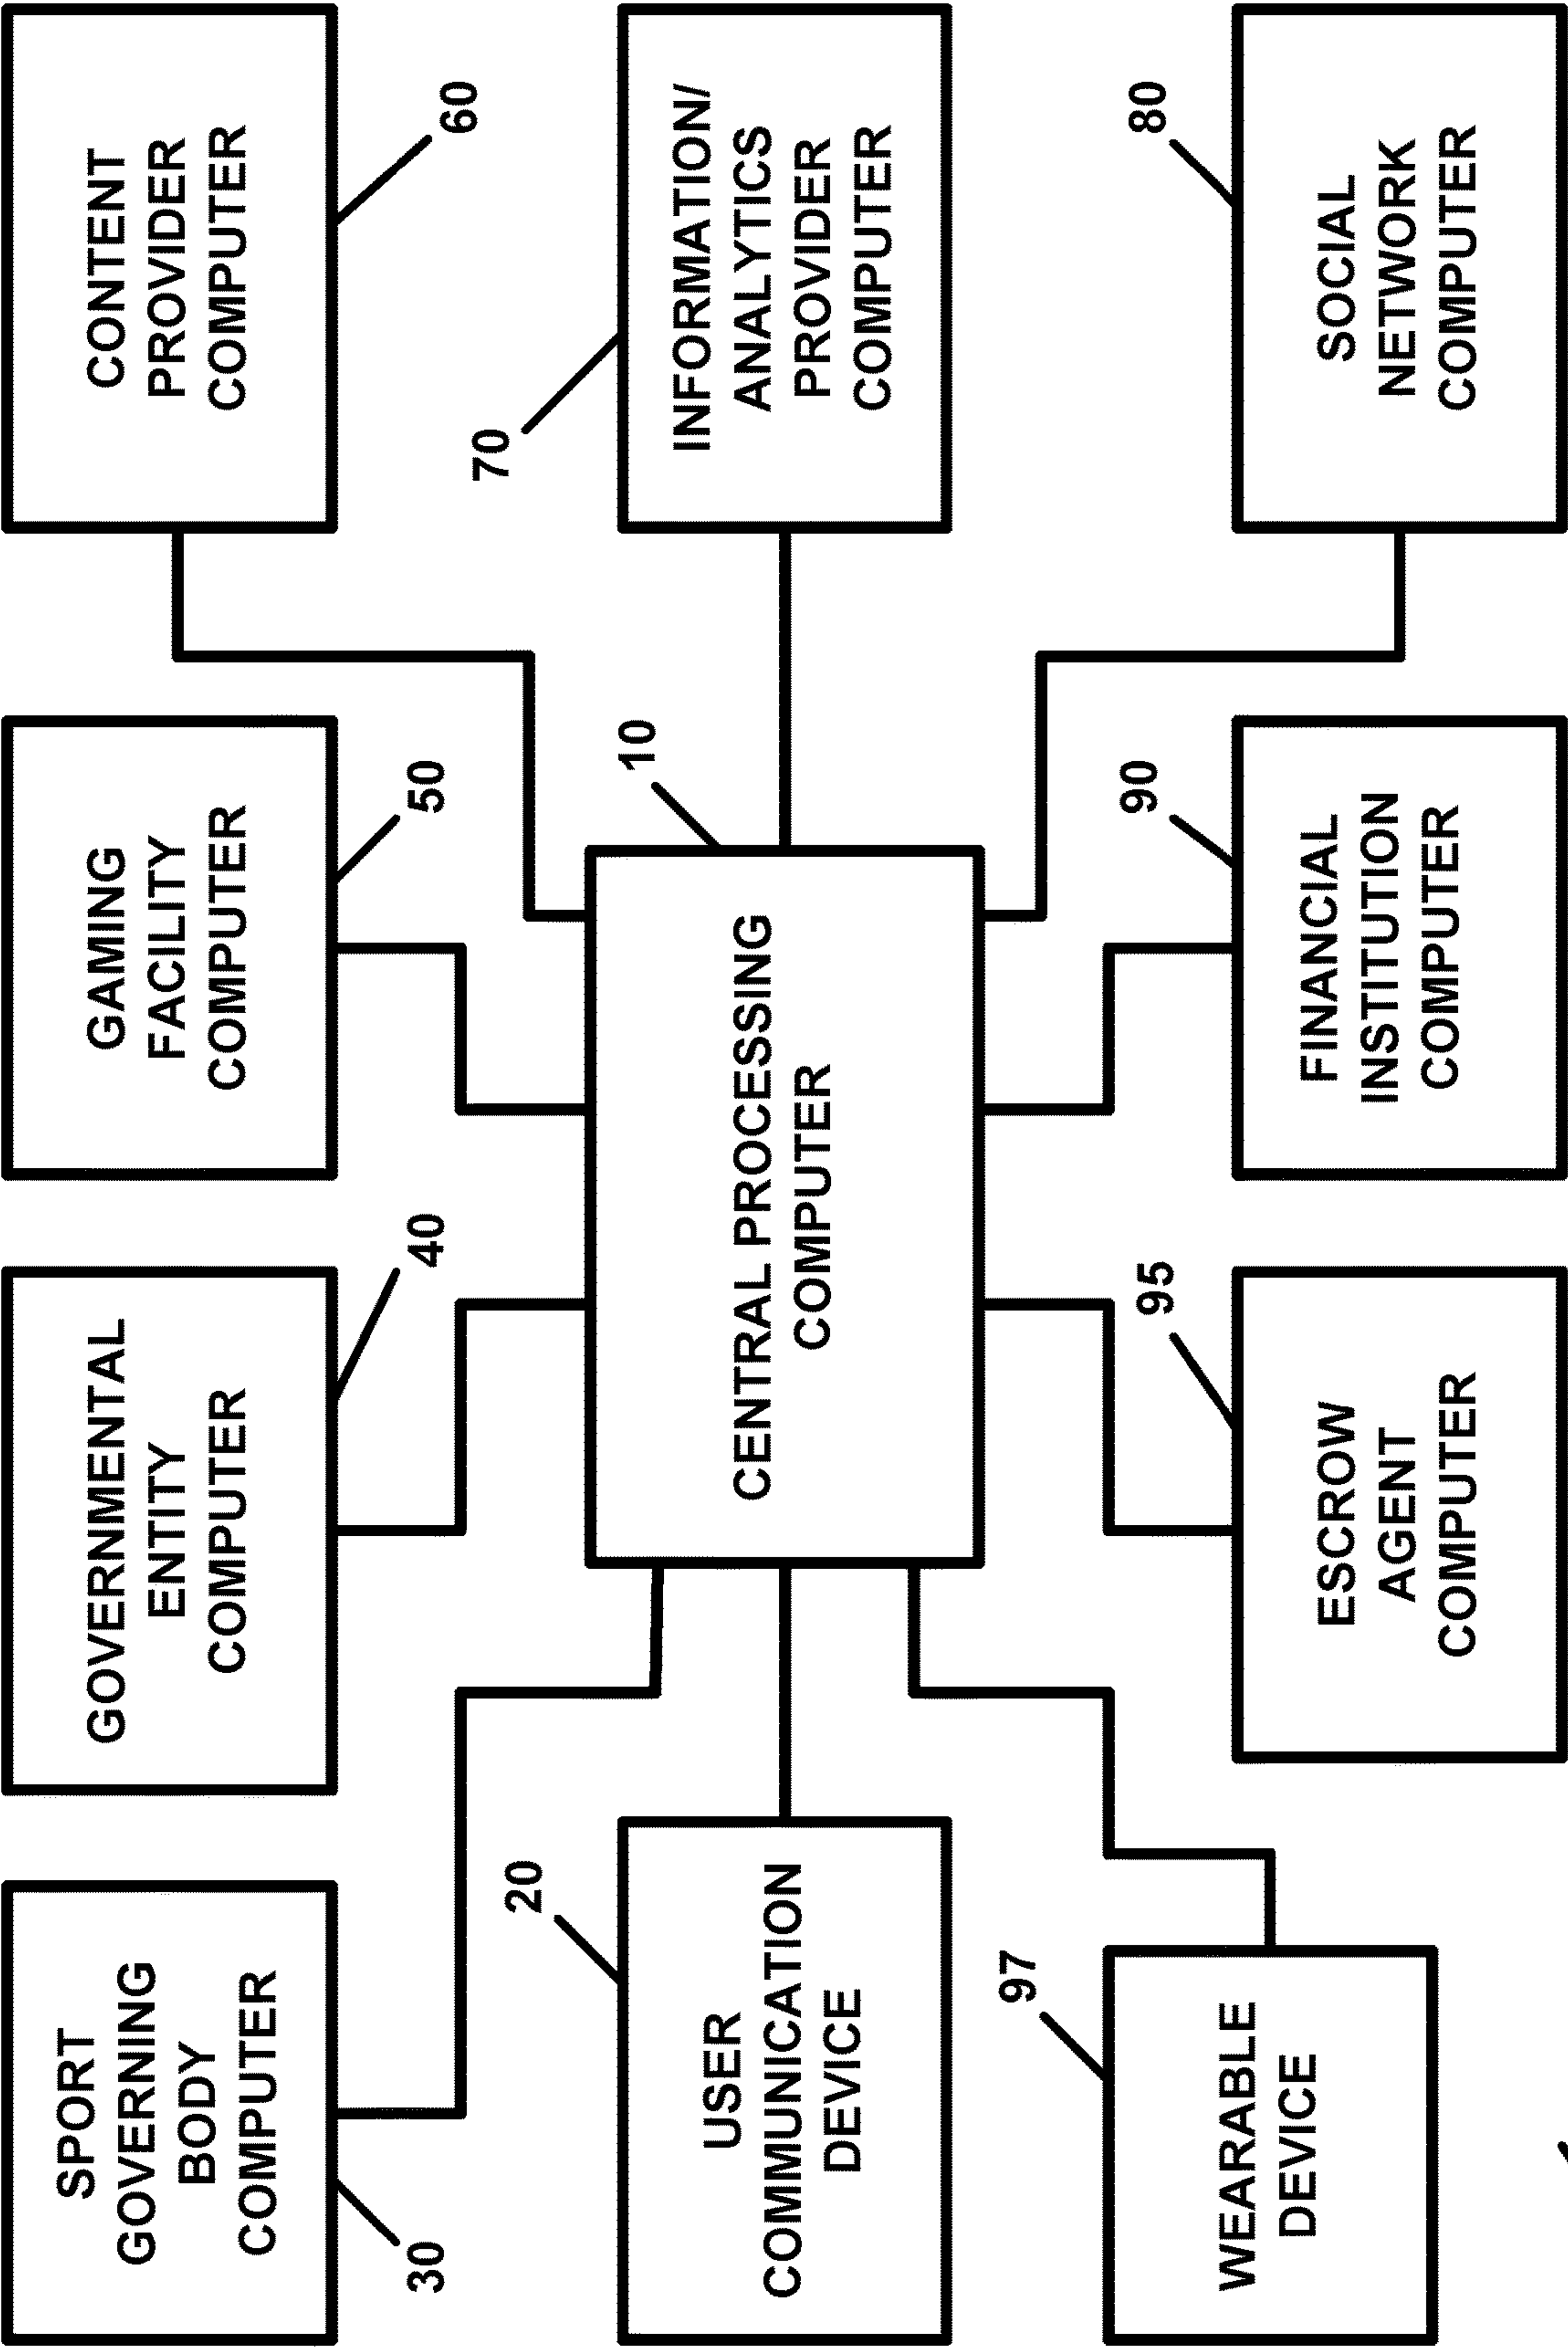 SPORT
GOVERNING
BODY
COMPUTER
30
GOVERNMENTAL
ENTITY
COMPUTER
40
GAMING
FACILITY
COMPUTER
50
CONTENT
PROVIDER
COMPUTER
60
USER
COMMUNICATION
DEVICE
20
CENTRAL PROCESSING
COMPUTER
10
INFORMATION/
ANALYTICS
PROVIDER
COMPUTER
70
WEARABLE
DEVICE
97
ESCROW
AGENT
COMPUTER
95
FINANCIAL
INSTITUTION
COMPUTER
90
SOCIAL
NETWORK
COMPUTER
80